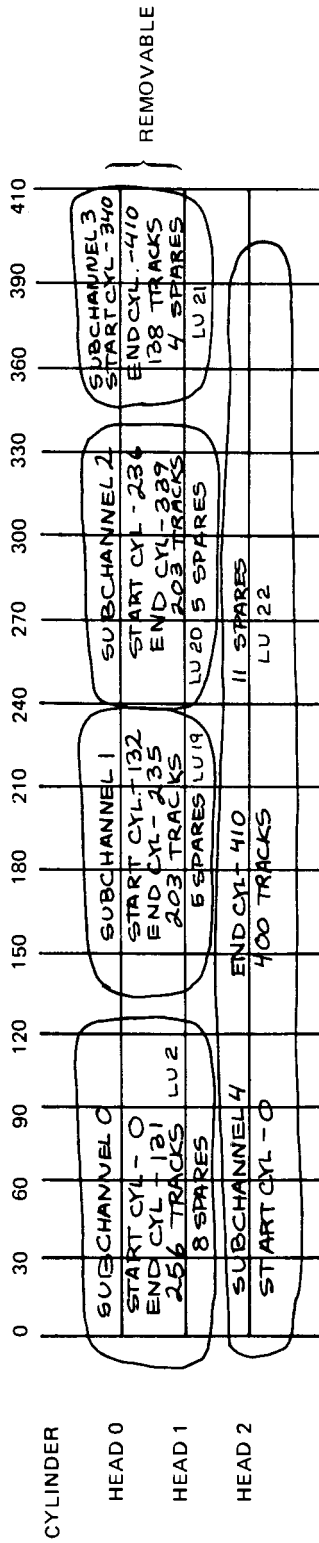 CYLINDER 0 30 60 90 120 150 180 210 240 270 300 330 360 390 410
HEAD 0
HEAD 1
HEAD 2
REMOVABLE
SUBCHANNEL 0
START CYL - 0
END CYL - 131
256 TRACKS LU 2
8 SPARES
SUBCHANNEL 1
START CYL. - 132
END CYL - 235
203 TRACKS
5 SPARES LU 19
SUBCHANNEL 2
START CYL - 236
END CYL - 339
203 TRACKS
LU 20 5 SPARES
SUBCHANNEL 3
START CYL - 340
END CYL. - 410
138 TRACKS
4 SPARES
LU 21
SUBCHANNEL 4 END CYL - 410 11 SPARES
START CYL - 0 400 TRACKS LU 22